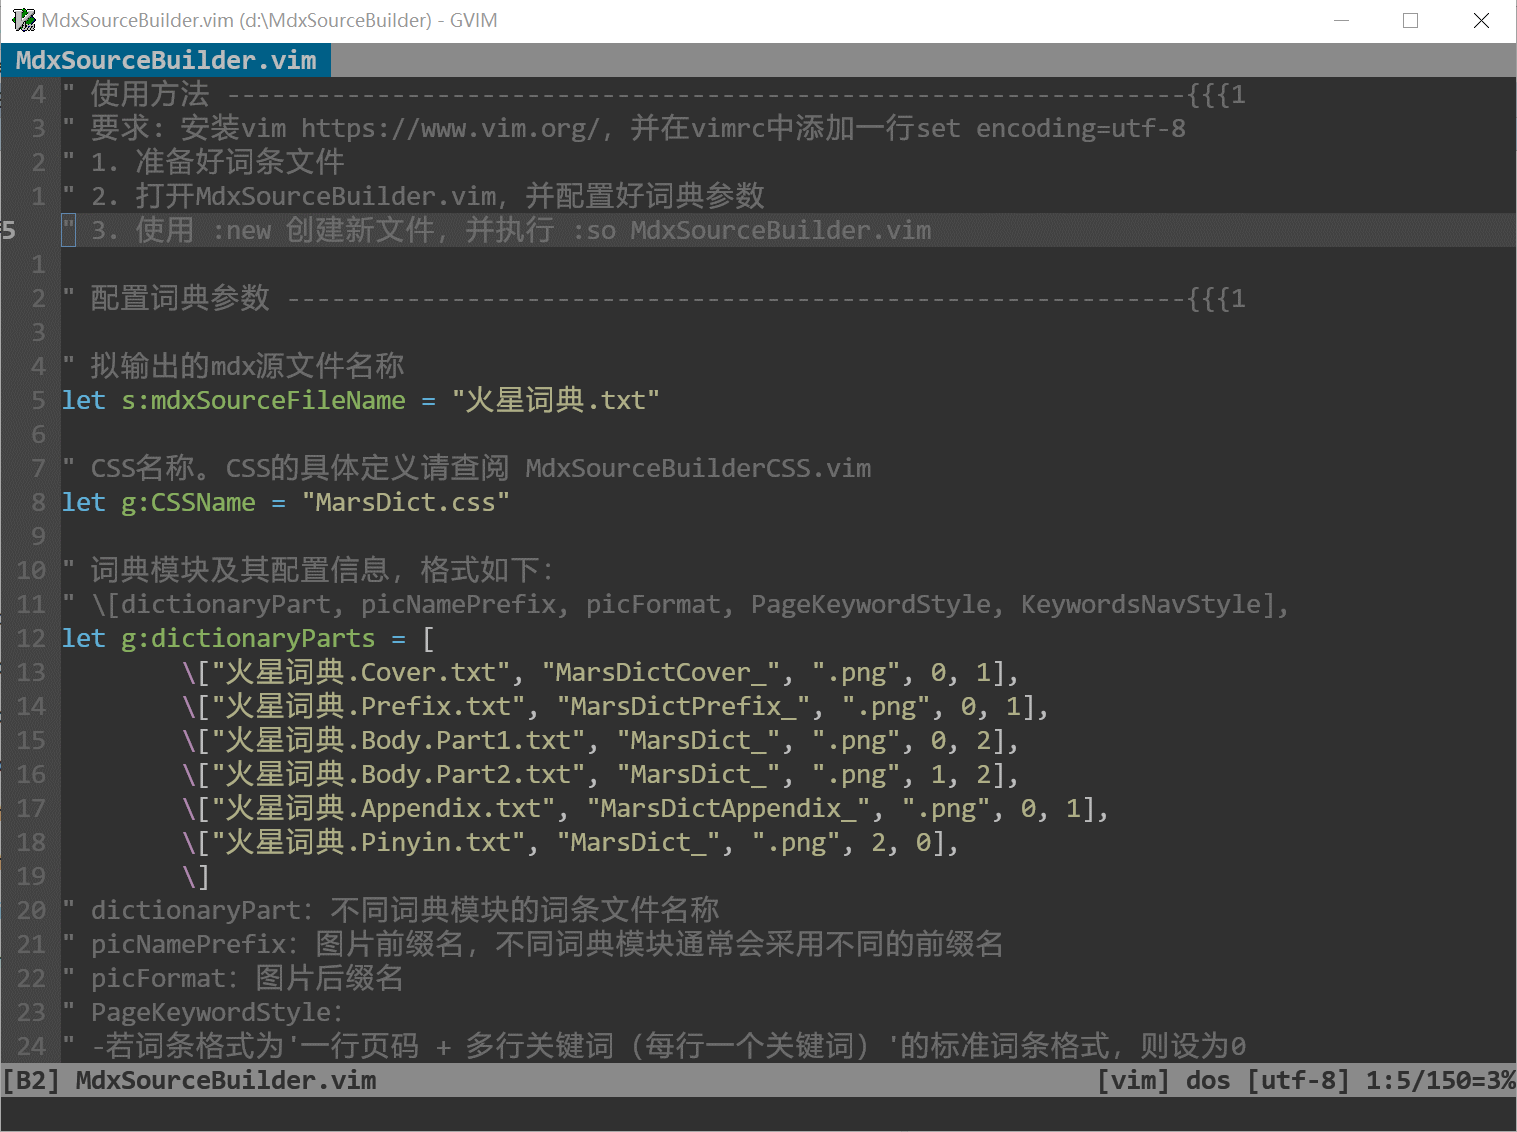 MdxSourceBuilder.vim (d:\MdxSourceBuilder) - GVIM
MdxSourceBuilder.vim
4 " 使用方法 ----------------------------------------------------------------{{{1
3 " 要求: 安装vim https://www.vim.org/, 并在vimrc中添加一行set encoding=utf-8
2 " 1. 准备好词条文件
1 " 2. 打开MdxSourceBuilder.vim, 并配置好词典参数
5 " 3. 使用 :new 创建新文件, 并执行 :so MdxSourceBuilder.vim
1
2 " 配置词典参数 ------------------------------------------------------------{{{1
3
4 " 拟输出的mdx源文件名称
5 let s:mdxSourceFileName = "火星词典.txt"
6
7 " CSS名称。CSS的具体定义请查阅 MdxSourceBuilderCSS.vim
8 let g:CSSName = "MarsDict.css"
9
10 " 词典模块及其配置信息, 格式如下:
11 " \[dictionaryPart, picNamePrefix, picFormat, PageKeywordStyle, KeywordsNavStyle],
12 let g:dictionaryParts = [
13 \["火星词典.Cover.txt", "MarsDictCover_", ".png", 0, 1],
14 \["火星词典.Prefix.txt", "MarsDictPrefix_", ".png", 0, 1],
15 \["火星词典.Body.Part1.txt", "MarsDict_", ".png", 0, 2],
16 \["火星词典.Body.Part2.txt", "MarsDict_", ".png", 1, 2],
17 \["火星词典.Appendix.txt", "MarsDictAppendix_", ".png", 0, 1],
18 \["火星词典.Pinyin.txt", "MarsDict_", ".png", 2, 0],
19 \]
20 " dictionaryPart: 不同词典模块的词条文件名称
21 " picNamePrefix: 图片前缀名, 不同词典模块通常会采用不同的前缀名
22 " picFormat: 图片后缀名
23 " PageKeywordStyle:
24 " -若词条格式为'一行页码 + 多行关键词（每行一个关键词）'的标准词条格式, 则设为0
[B2] MdxSourceBuilder.vim [vim] dos [utf-8] 1:5/150=3%